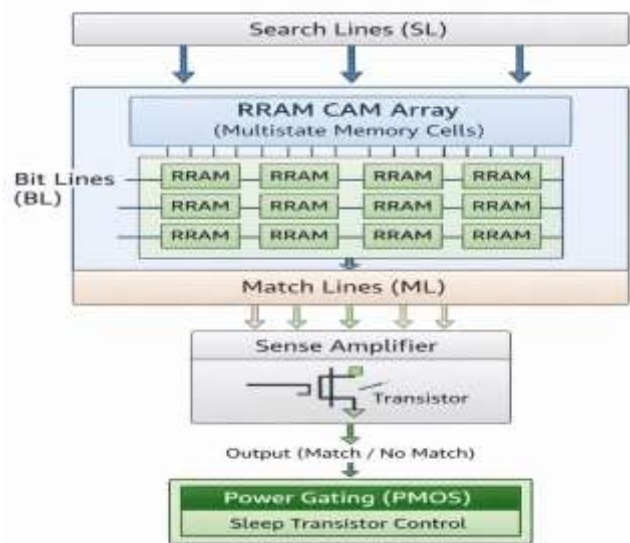 Search Lines (SL)
RRAM CAM Array
(Multistate Memory Cells)
Bit Lines
(BL)
RRAM RRAM RRAM RRAM
RRAM RRAM RRAM RRAM
RRAM RRAM RRAM RRAM
Match Lines (ML)
Sense Amplifier
Transistor
Output (Match / No Match)
Power Gating (PMOS)
Sleep Transistor Control